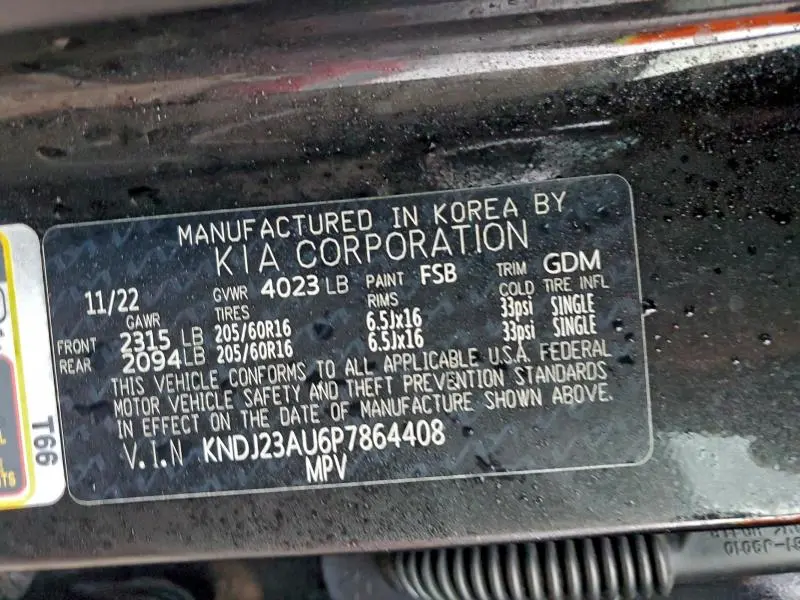 MANUFACTURED IN KOREA BY
KIA CORPORATION
11/22 GVWR 4023 LB PAINT FSB TRIM GDM
GAWR TIRES RIMS COLD TIRE INFL
FRONT 2315 LB 205/60R16 6.5Jx16 33psi SINGLE
REAR 2094 LB 205/60R16 6.5Jx16 33psi SINGLE
THIS VEHICLE CONFORMS TO ALL APPLICABLE U.S.A. FEDERAL
MOTOR VEHICLE SAFETY AND THEFT PREVENTION STANDARDS
IN EFFECT ON THE DATE OF MANUFACTURE SHOWN ABOVE.
V.I.N KNDJ23AU6P7864408
MPV
T66